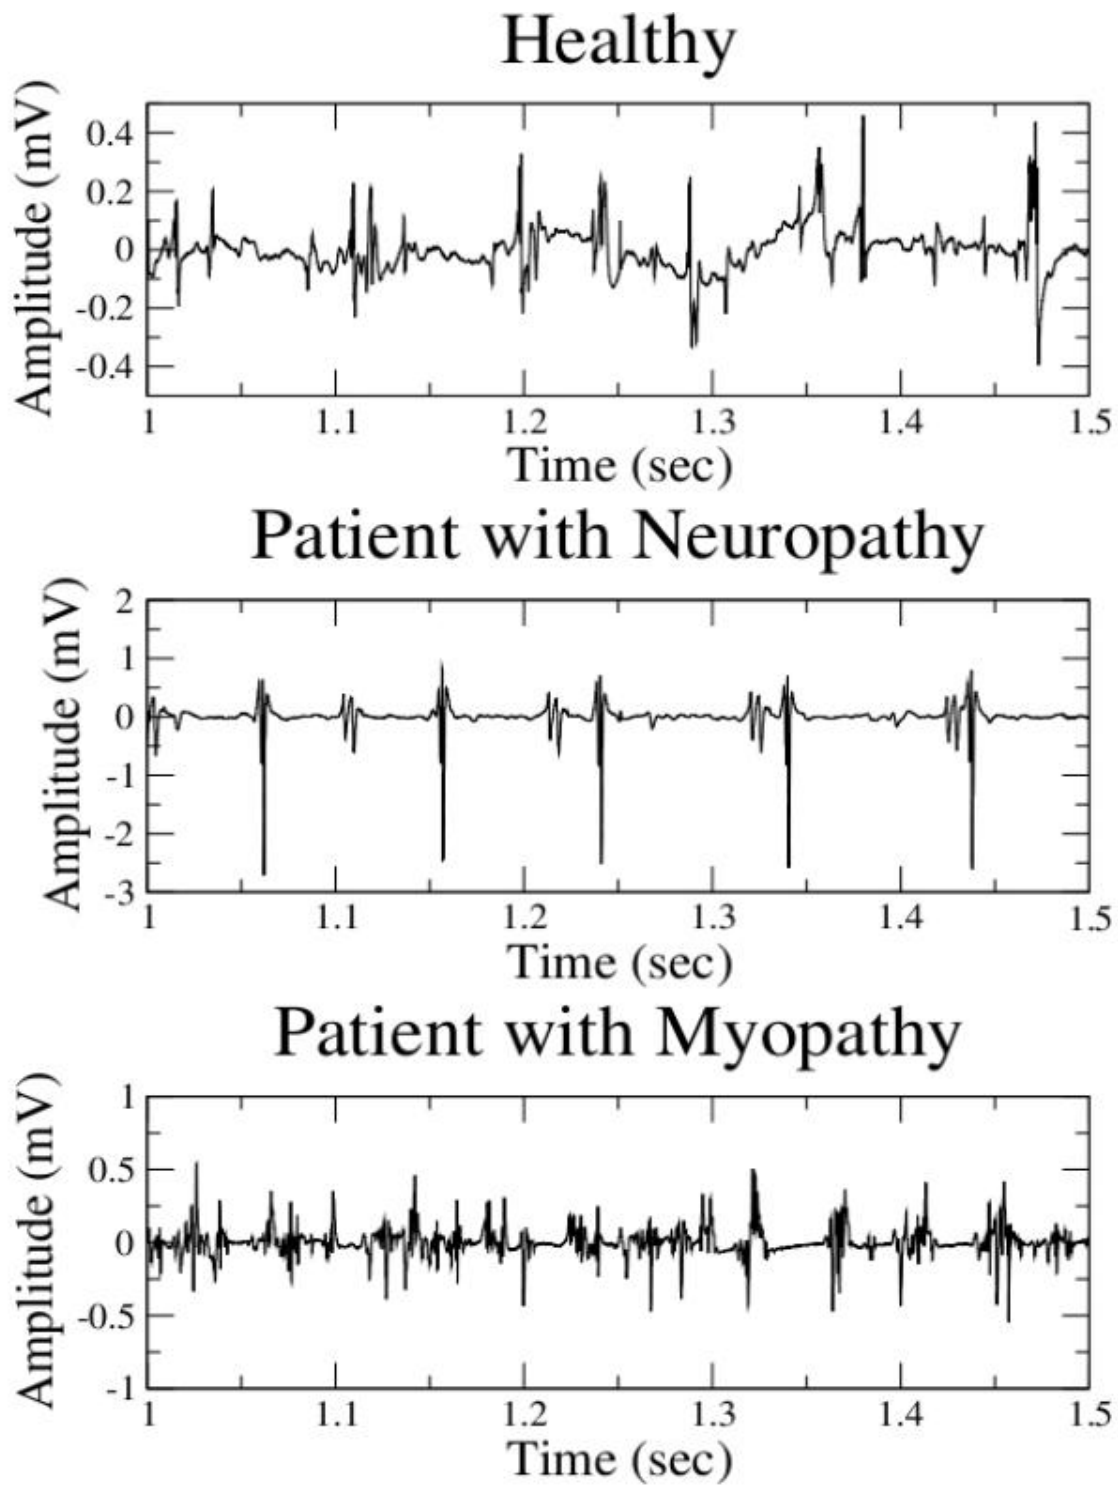 Healthy
Amplitude (mV)
0.4
0.2
0
-0.2
-0.4
1 1.1 1.2 1.3 1.4 1.5
Time (sec)
Patient with Neuropathy
Amplitude (mV)
2
1
0
-1
-2
-3
1 1.1 1.2 1.3 1.4 1.5
Time (sec)
Patient with Myopathy
Amplitude (mV)
1
0.5
0
-0.5
-1
1 1.1 1.2 1.3 1.4 1.5
Time (sec)